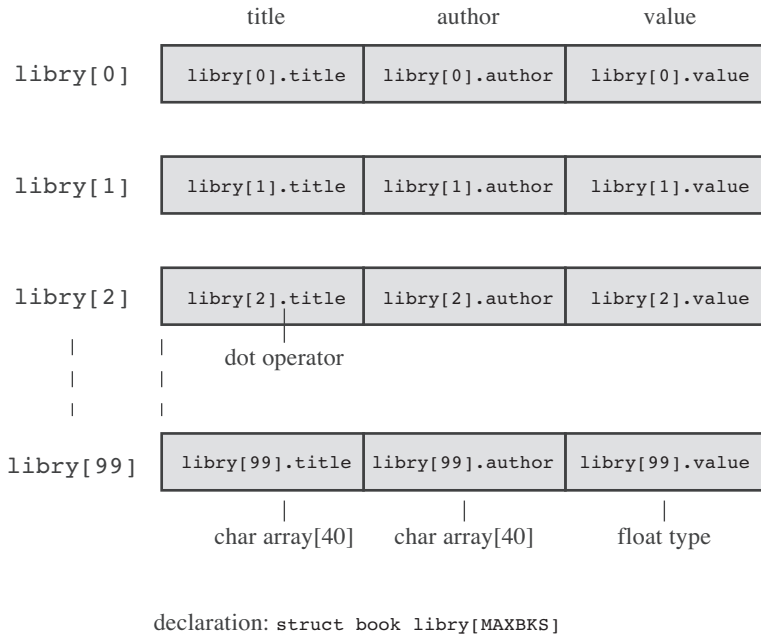 title author value
libry[0] libry[0].title libry[0].author libry[0].value
libry[1] libry[1].title libry[1].author libry[1].value
libry[2] libry[2].title libry[2].author libry[2].value
dot operator
libry[99] libry[99].title libry[99].author libry[99].value
char array[40] char array[40] float type
declaration: struct book libry[MAXBKS]